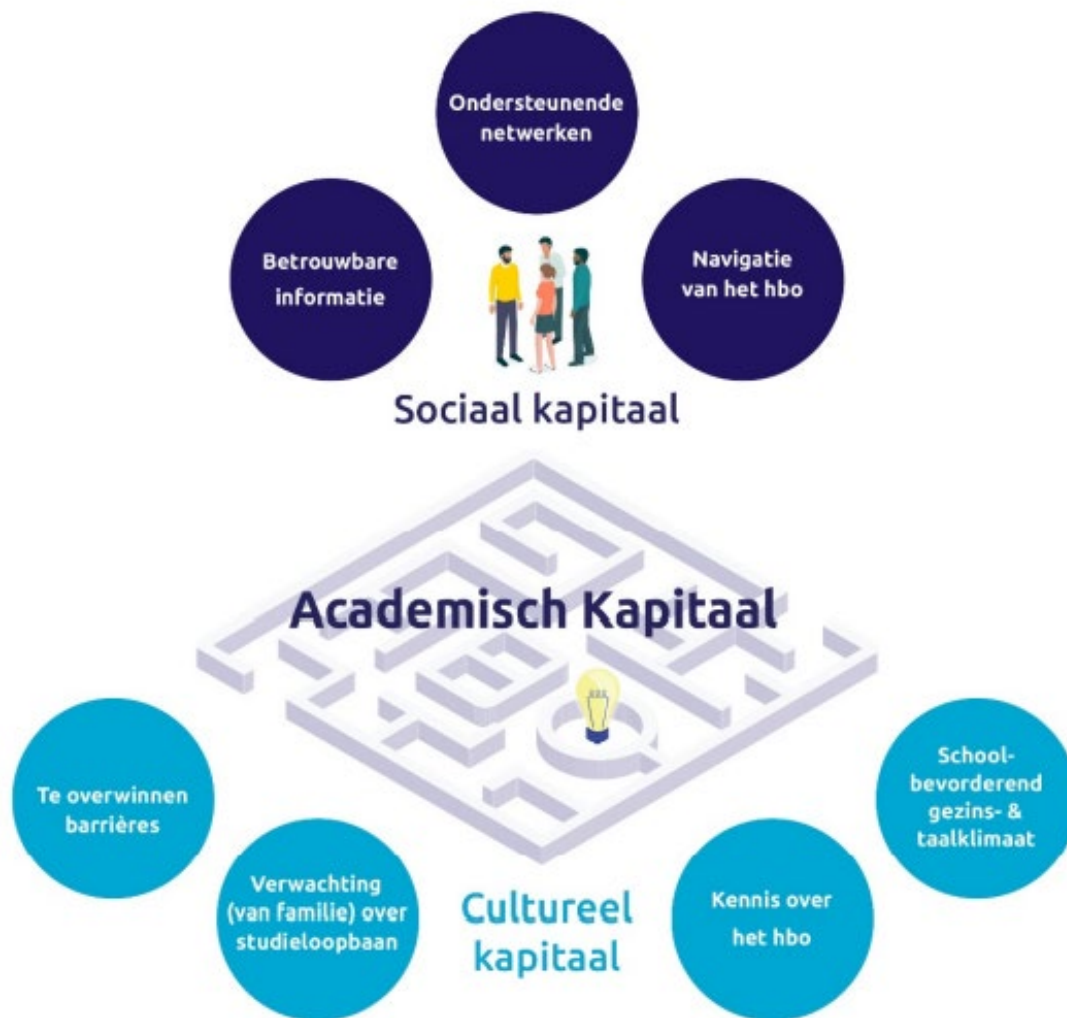 Ondersteunende
netwerken
Betrouwbare
informatie
Navigatie
van het hbo
Sociaal kapitaal
Academisch Kapitaal
Te overwinnen
barrières
Verwachting
(van familie) over
studieloopbaan
Cultureel
kapitaal
Kennis over
het hbo
School-
bevorderend
gezins- &
taalklimaat